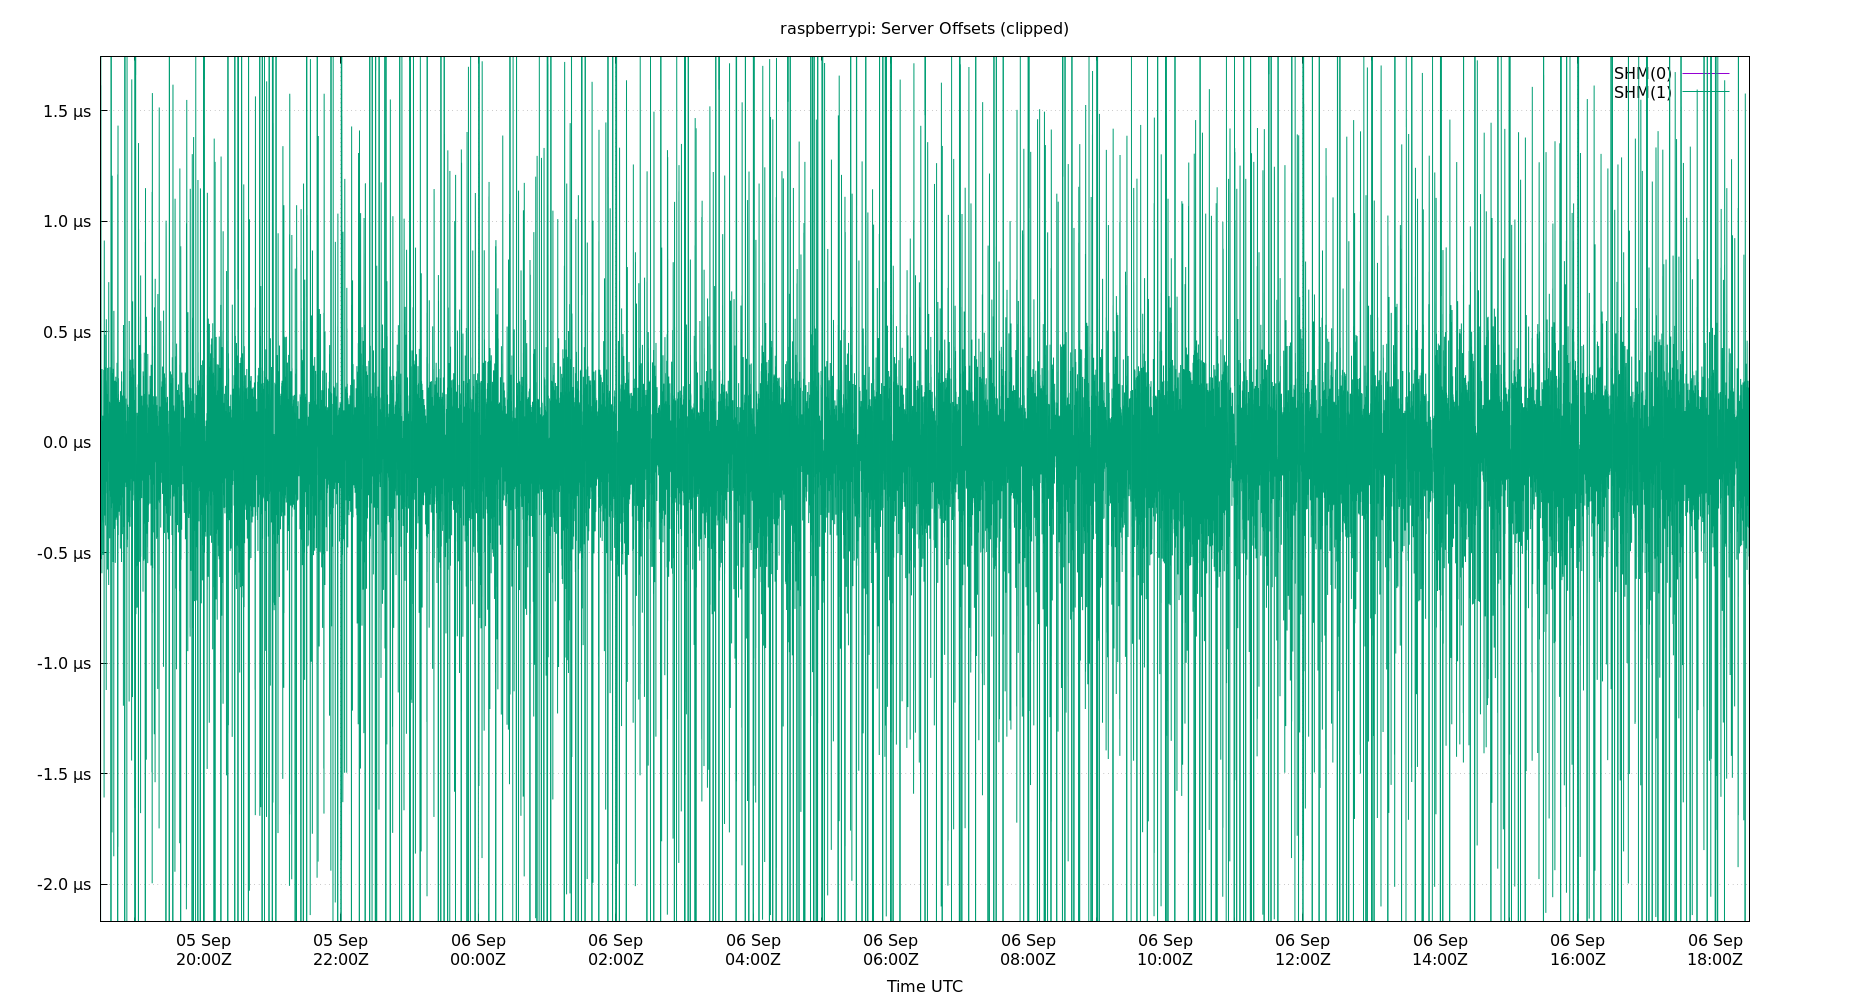 raspberrypi: Server Offsets (clipped)
SHM(0)
SHM(1)
1.5 µs
1.0 µs
0.5 µs
0.0 µs
-0.5 µs
-1.0 µs
-1.5 µs
-2.0 µs
05 Sep 05 Sep 06 Sep 06 Sep 06 Sep 06 Sep 06 Sep 06 Sep 06 Sep 06 Sep 06 Sep 06 Sep
20:00Z 22:00Z 00:00Z 02:00Z 04:00Z 06:00Z 08:00Z 10:00Z 12:00Z 14:00Z 16:00Z 18:00Z
Time UTC